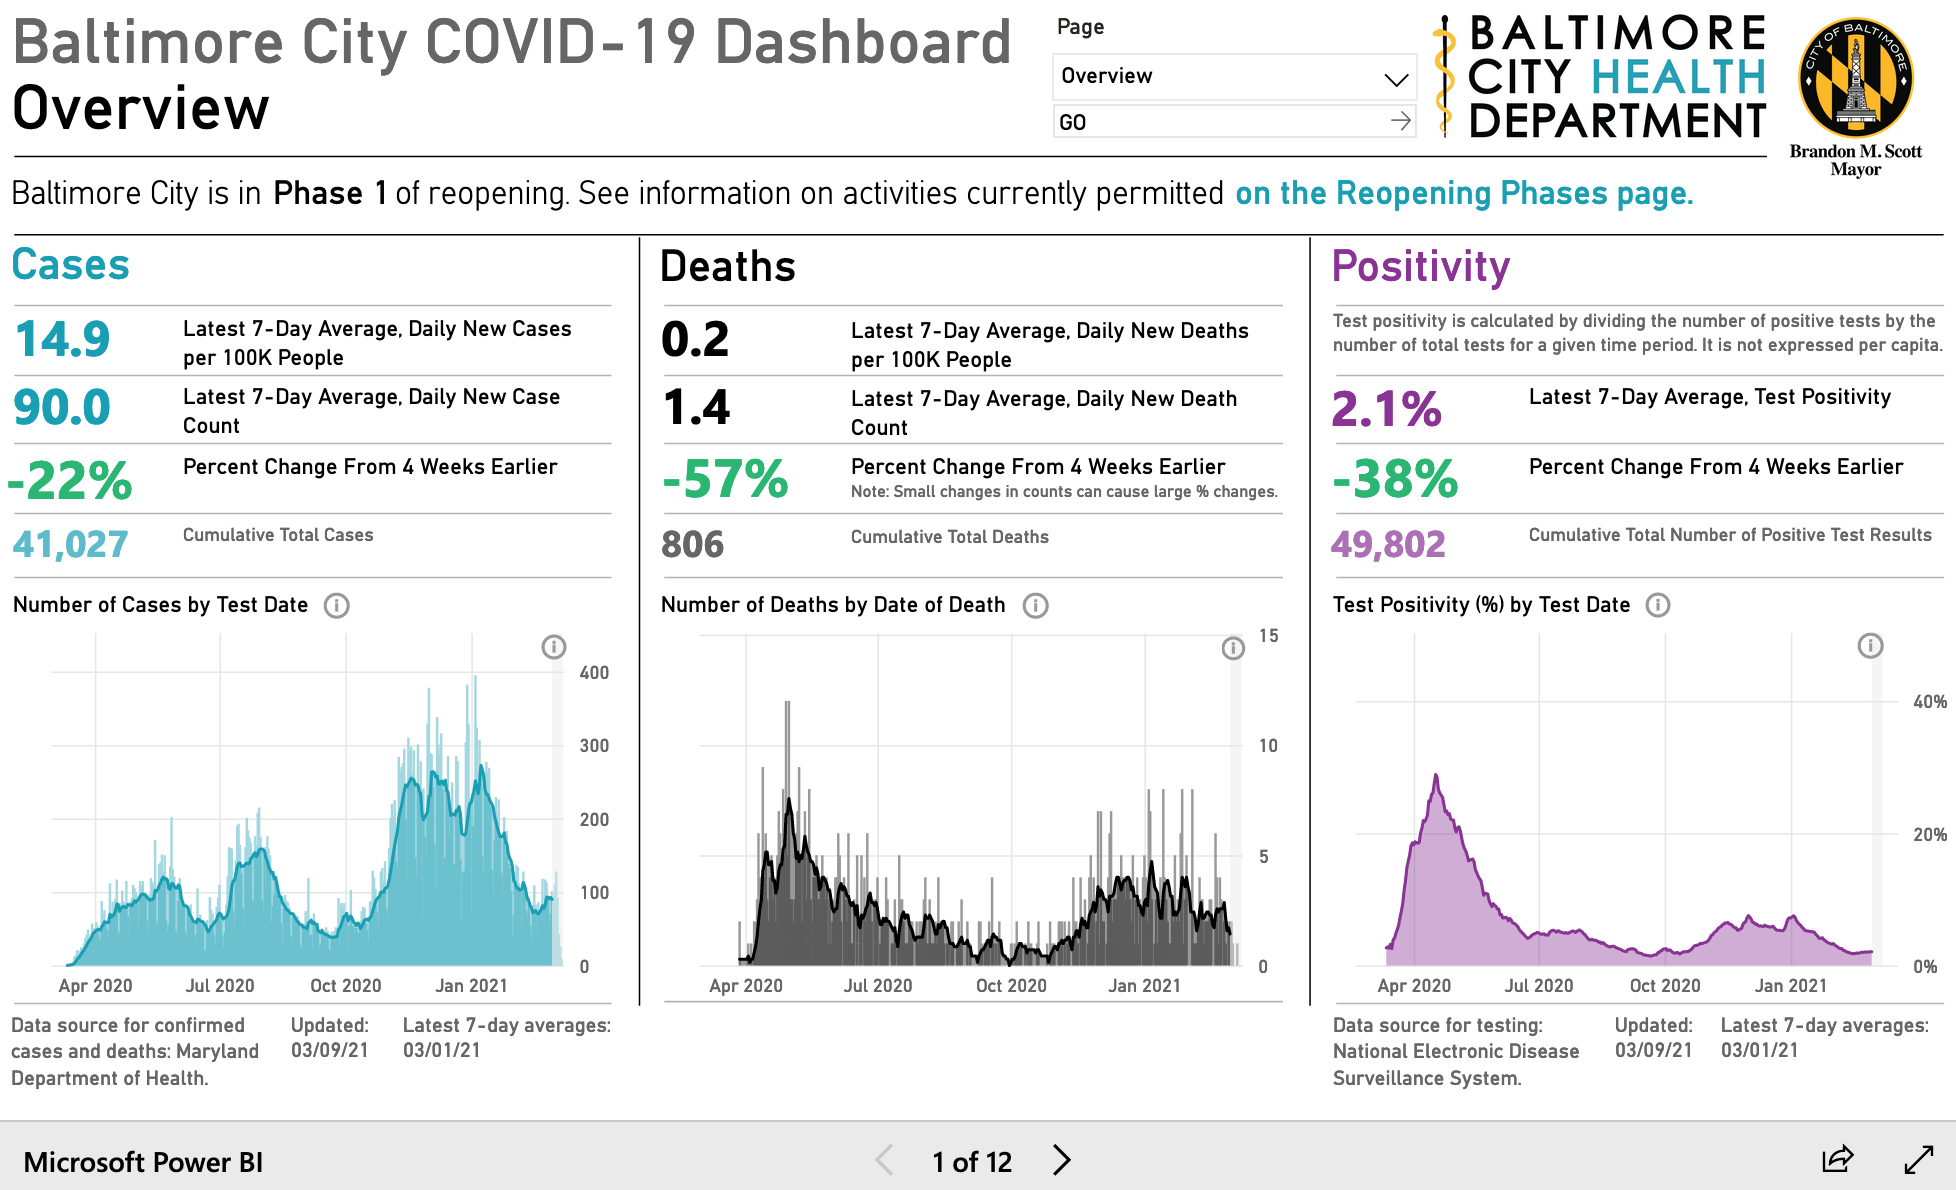 Baltimore City COVID-19 Dashboard
Overview
Page
Overview
GO
BALTIMORE
CITY HEALTH
DEPARTMENT
CITY OF BALTIMORE
Brandon M. Scott
Mayor
Baltimore City is in Phase 1 of reopening. See information on activities currently permitted on the Reopening Phases page.
Cases
14.9
Latest 7-Day Average, Daily New Cases
per 100K People
90.0
Latest 7-Day Average, Daily New Case
Count
-22%
Percent Change From 4 Weeks Earlier
41,027
Cumulative Total Cases
Number of Cases by Test Date
400
300
200
100
0
Apr 2020 Jul 2020 Oct 2020 Jan 2021
Data source for confirmed
cases and deaths: Maryland
Department of Health.
Updated:
03/09/21
Latest 7-day averages:
03/01/21
Deaths
0.2
Latest 7-Day Average, Daily New Deaths
per 100K People
1.4
Latest 7-Day Average, Daily New Death
Count
-57%
Percent Change From 4 Weeks Earlier
Note: Small changes in counts can cause large % changes.
806
Cumulative Total Deaths
Number of Deaths by Date of Death
15
10
5
0
Apr 2020 Jul 2020 Oct 2020 Jan 2021
Positivity
Test positivity is calculated by dividing the number of positive tests by the
number of total tests for a given time period. It is not expressed per capita.
2.1%
Latest 7-Day Average, Test Positivity
-38%
Percent Change From 4 Weeks Earlier
49,802
Cumulative Total Number of Positive Test Results
Test Positivity (%) by Test Date
40%
20%
0%
Apr 2020 Jul 2020 Oct 2020 Jan 2021
Data source for testing:
National Electronic Disease
Surveillance System.
Updated:
03/09/21
Latest 7-day averages:
03/01/21
Microsoft Power BI
1 of 12